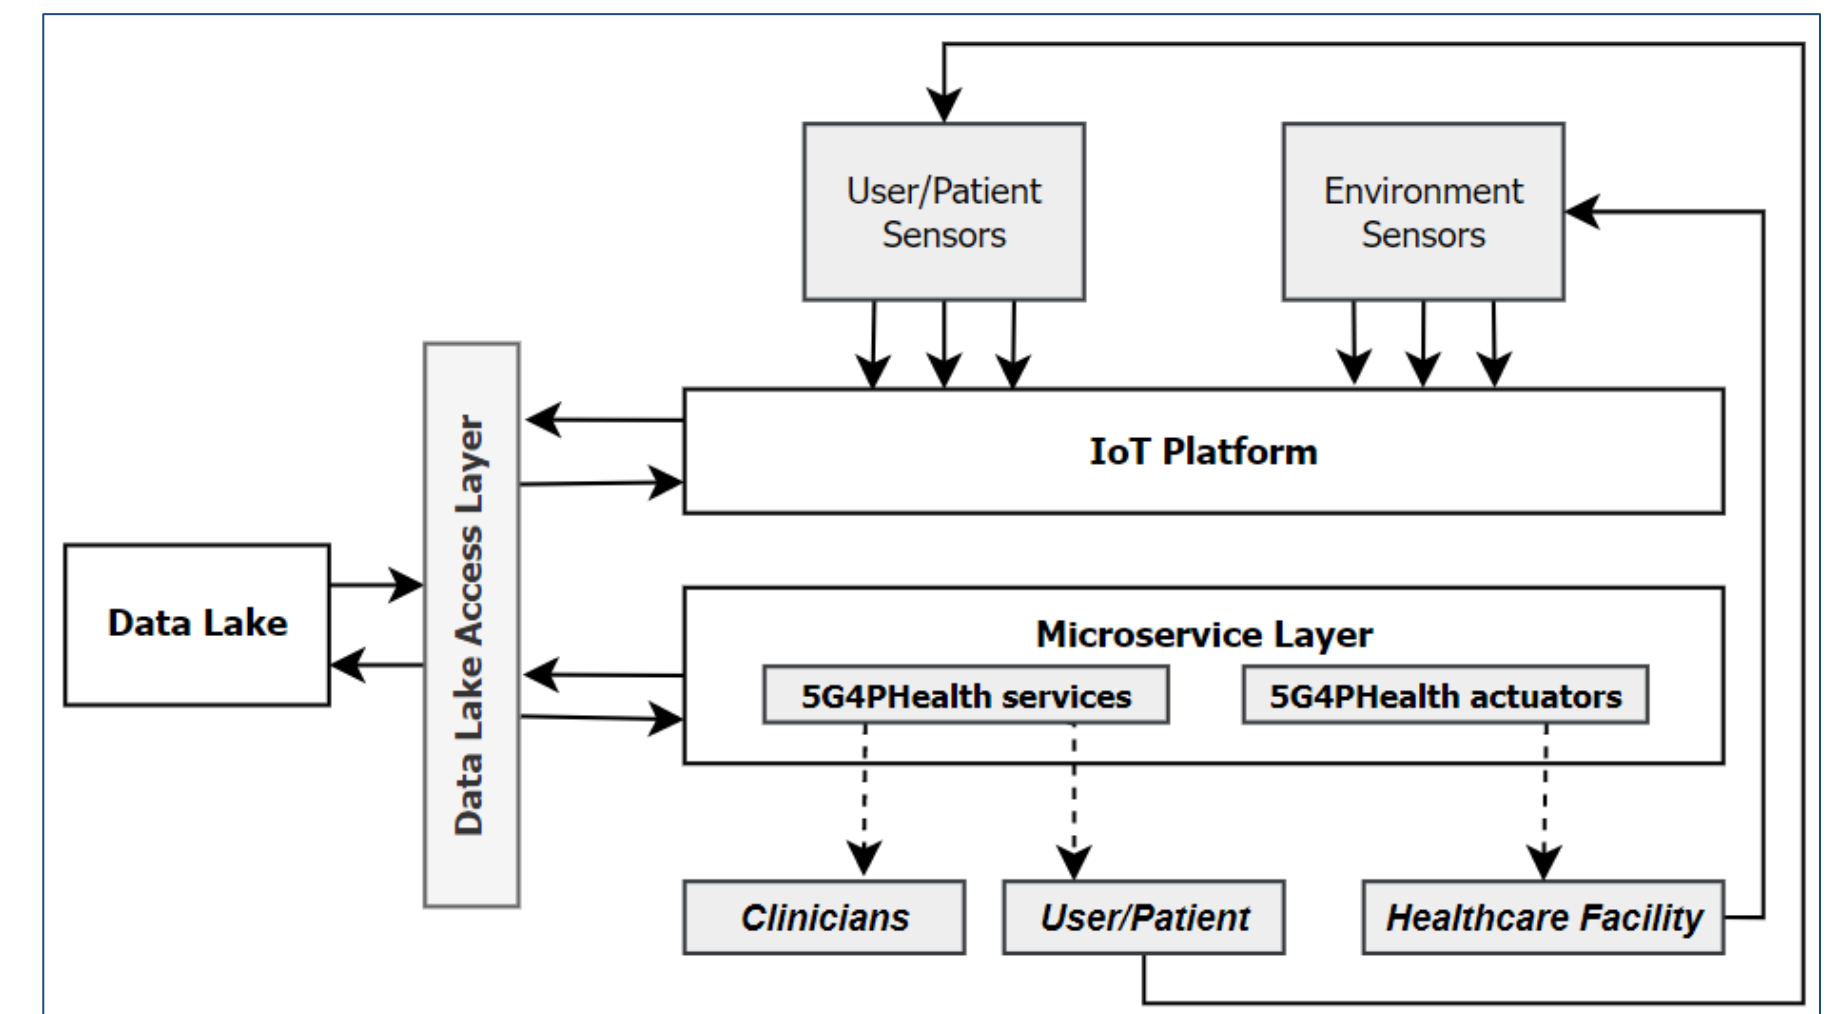 User/Patient
Sensors
Environment
Sensors
IoT Platform
Data Lake Access Layer
Data Lake
Microservice Layer
5G4PHealth services
5G4PHealth actuators
Clinicians
User/Patient
Healthcare Facility